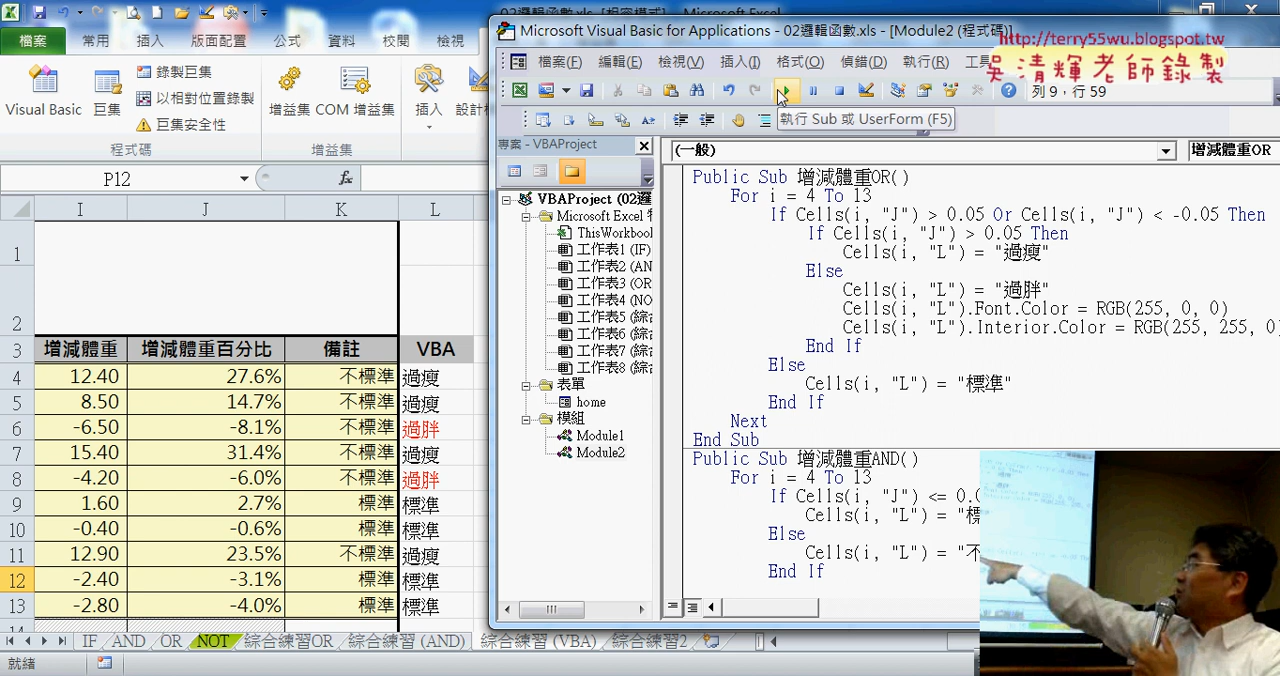 02邏輯函數.xls [相容模式] - Microsoft Excel
檔案 常用 插入 版面配置 公式 資料 校閱 檢視
Visual Basic 巨集 錄製巨集 以相對位置錄製 巨集安全性 增益集 COM 增益集 插入
程式碼 增益集
P12 fx
I J K L
1
2
3 增減體重 增減體重百分比 備註 VBA
4 12.40 27.6% 不標準 過瘦
5 8.50 14.7% 不標準 過瘦
6 -6.50 -8.1% 不標準 過胖
7 15.40 31.4% 不標準 過瘦
8 -4.20 -6.0% 不標準 過胖
9 1.60 2.7% 標準 標準
10 -0.40 -0.6% 標準 標準
11 12.90 23.5% 不標準 過瘦
12 -2.40 -3.1% 標準 標準
13 -2.80 -4.0% 標準 標準
IF AND OR NOT 綜合練習OR 綜合練習 (AND) 綜合練習 (VBA) 綜合練習2
就緒
Microsoft Visual Basic for Applications - 02邏輯函數.xls - [Module2 (程式碼)]
http://terry55wu.blogspot.tw
吳清輝老師錄製
檔案(F) 編輯(E) 檢視(V) 插入(I) 格式(O) 偵錯(D) 執行(R)
列 9，行 59
執行 Sub 或 UserForm (F5)
專案 - VBAProject
VBAProject (02邏
Microsoft Excel
ThisWorkbool
工作表1 (IF)
工作表2 (AN
工作表3 (OR
工作表4 (NO
工作表5
工作表6
工作表7
工作表8
表單
home
模組
Module1
Module2
(一般) 增減體重OR
Public Sub 增減體重OR()
For i = 4 To 13
If Cells(i, "J") > 0.05 Or Cells(i, "J") < -0.05 Then
If Cells(i, "J") > 0.05 Then
Cells(i, "L") = "過瘦"
Else
Cells(i, "L") = "過胖"
Cells(i, "L").Font.Color = RGB(255, 0, 0)
Cells(i, "L").Interior.Color = RGB(255, 255, 0)
End If
Else
Cells(i, "L") = "標準"
End If
Next
End Sub
Public Sub 增減體重AND()
For i = 4 To 13
If Cells(i, "J") <= 0.0
Cells(i, "L") = "標
Else
Cells(i, "L") = "不
End If